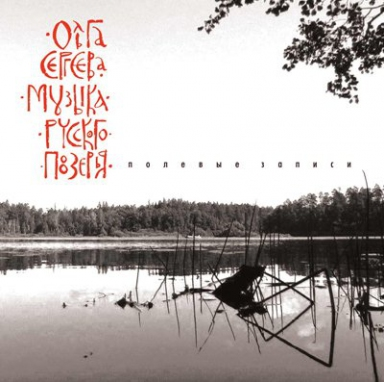 ·Ольга
Сергеева·
·Музыка·
·русского·
·Поозерья·
полевые записи